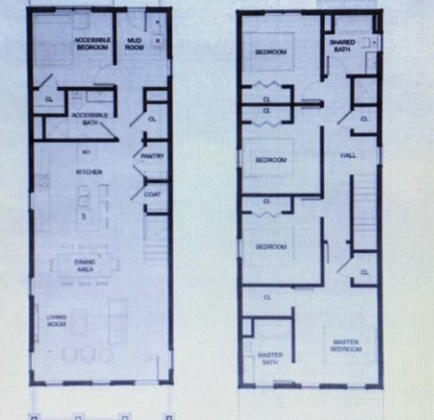 ACCESSIBLE
BEDROOM
MUD
ROOM
CL
ACCESSIBLE
BATH
CL
PANTRY
KITCHEN
COAT
DINING
AREA
LIVING
ROOM
BEDROOM
SHARED
BATH
CL
CL
CL
BEDROOM
HALL
CL
BEDROOM
CL
CL
MASTER
BATH
MASTER
BEDROOM